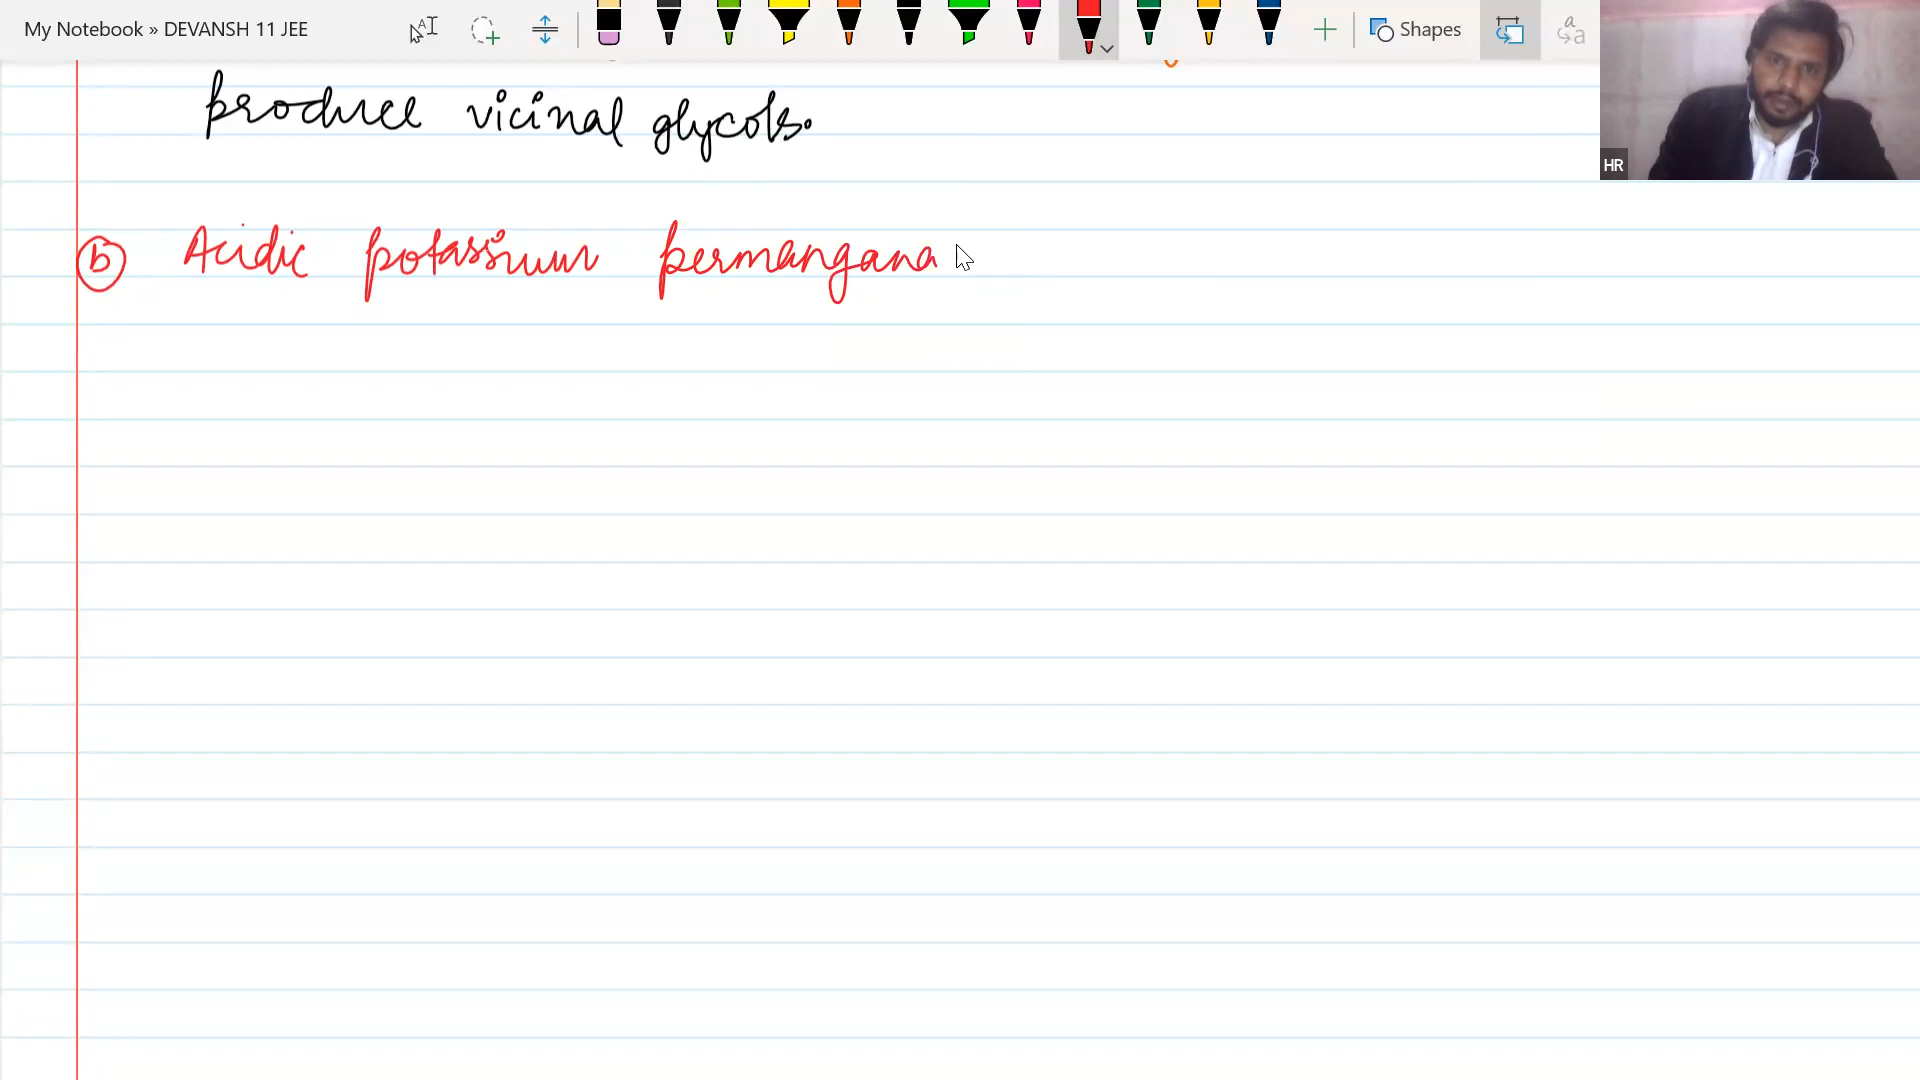 My Notebook » DEVANSH 11 JEE
Shapes
HR
produce vicinal glycols.
b Acidic potassium permangana